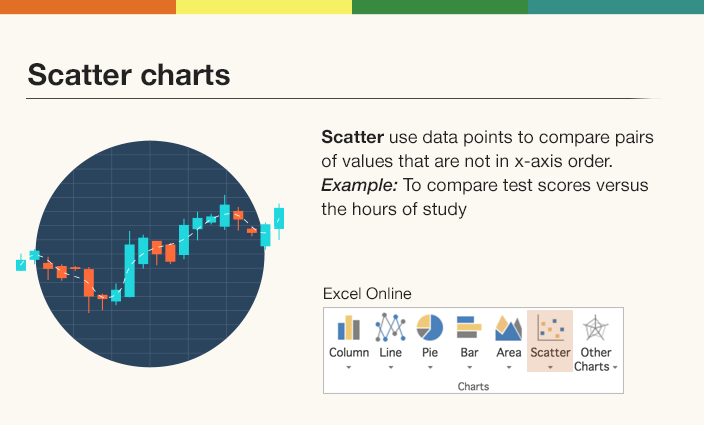 Scatter charts
Scatter use data points to compare pairs
of values that are not in x-axis order.
Example: To compare test scores versus
the hours of study
Excel Online
Column Line Pie Bar Area Scatter Other
Charts
Charts